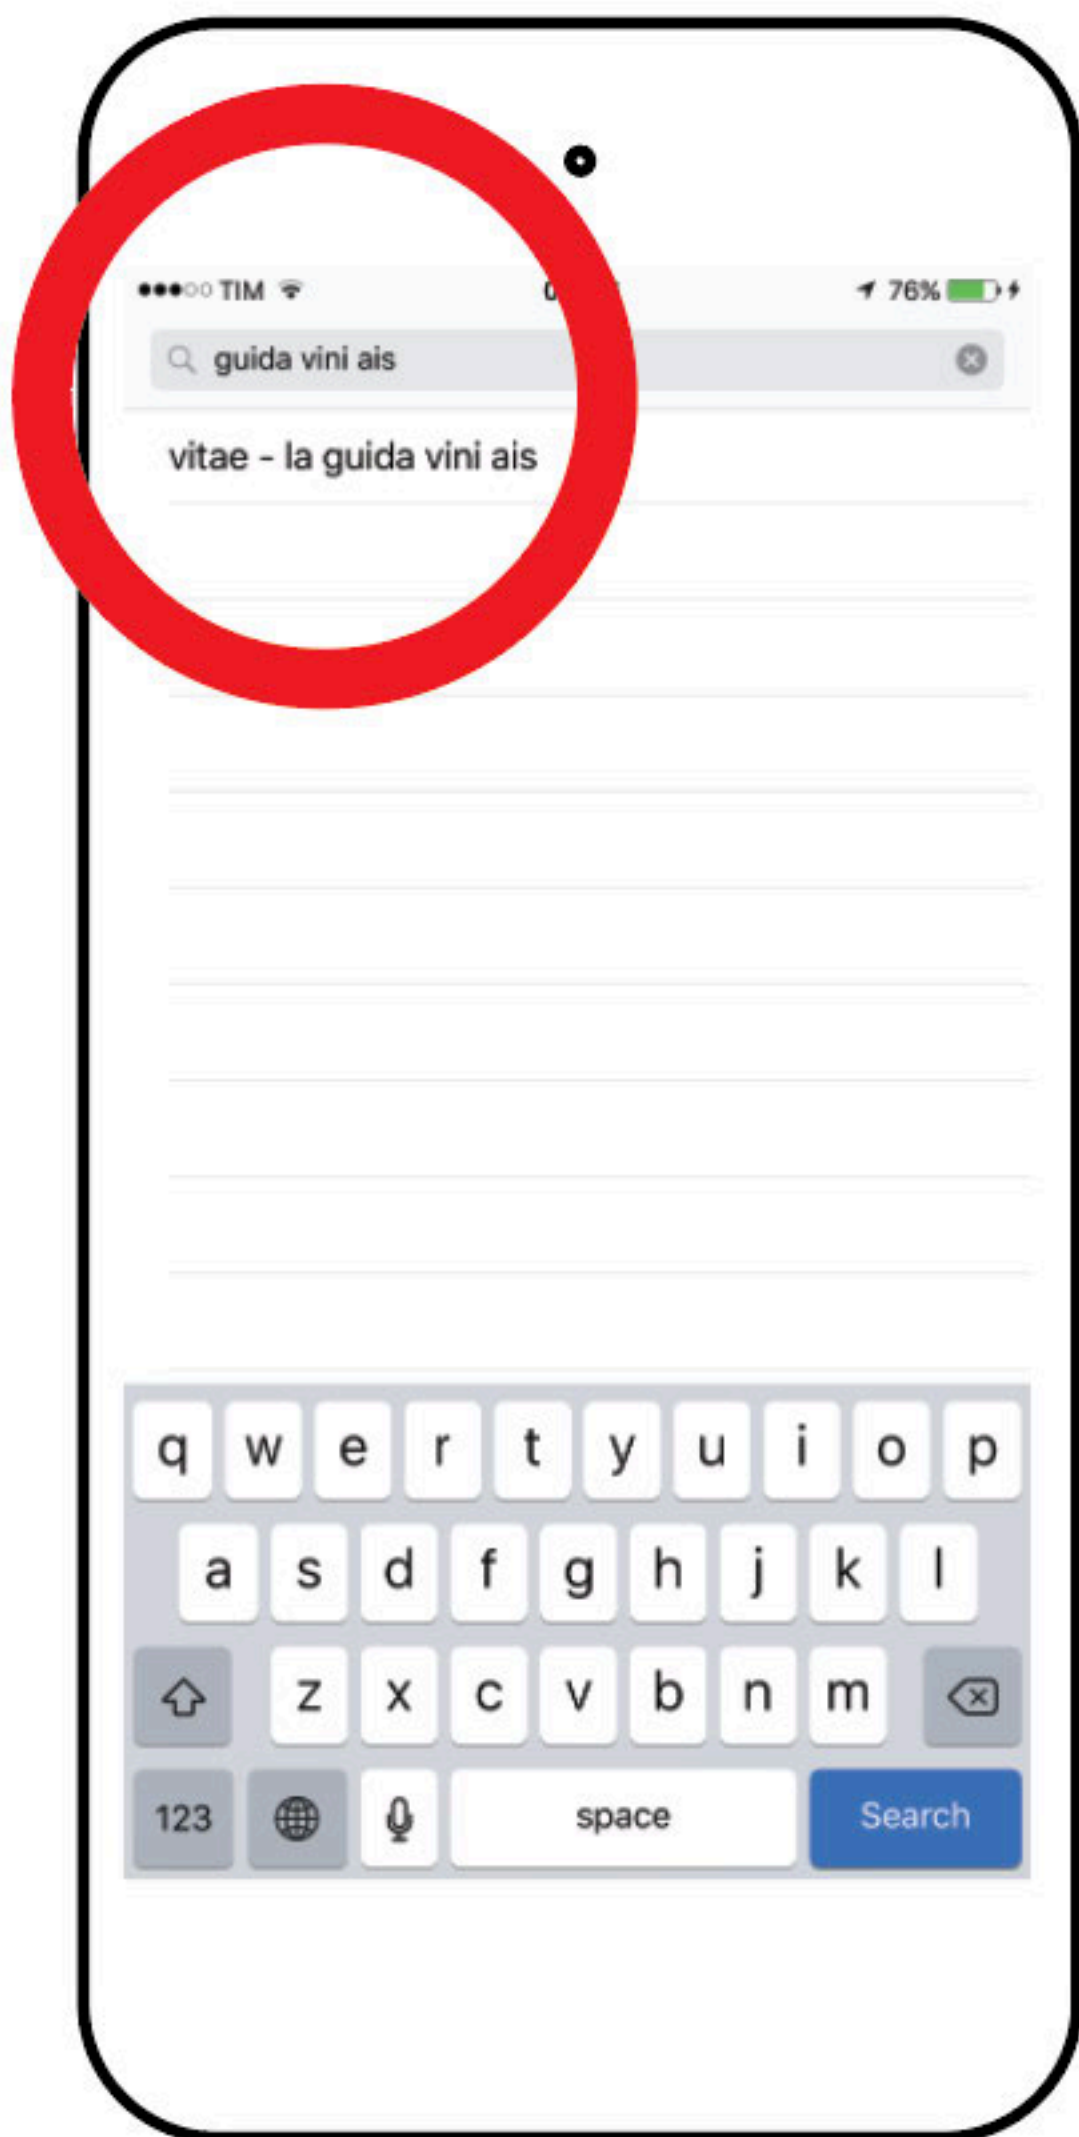 TIM
76%
guida vini ais
vitae - la guida vini ais
q w e r t y u i o p
a s d f g h j k l
z x c v b n m
123 space Search